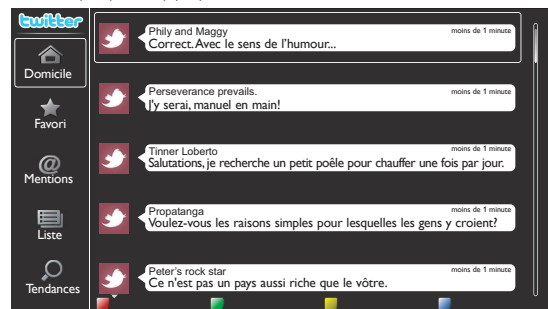 twitter
Domicile
Favori
Mentions
Liste
Tendances
Phily and Maggy
moins de 1 minute
Correct. Avec le sens de l'humour...
Perseverance prevails.
moins de 1 minute
J'y serai, manuel en main!
Tinner Loberto
moins de 1 minute
Salutations, je recherche un petit poêle pour chauffer une fois par jour.
Propatanga
moins de 1 minute
Voulez-vous les raisons simples pour lesquelles les gens y croient?
Peter's rock star
moins de 1 minute
Ce n'est pas un pays aussi riche que le vôtre.